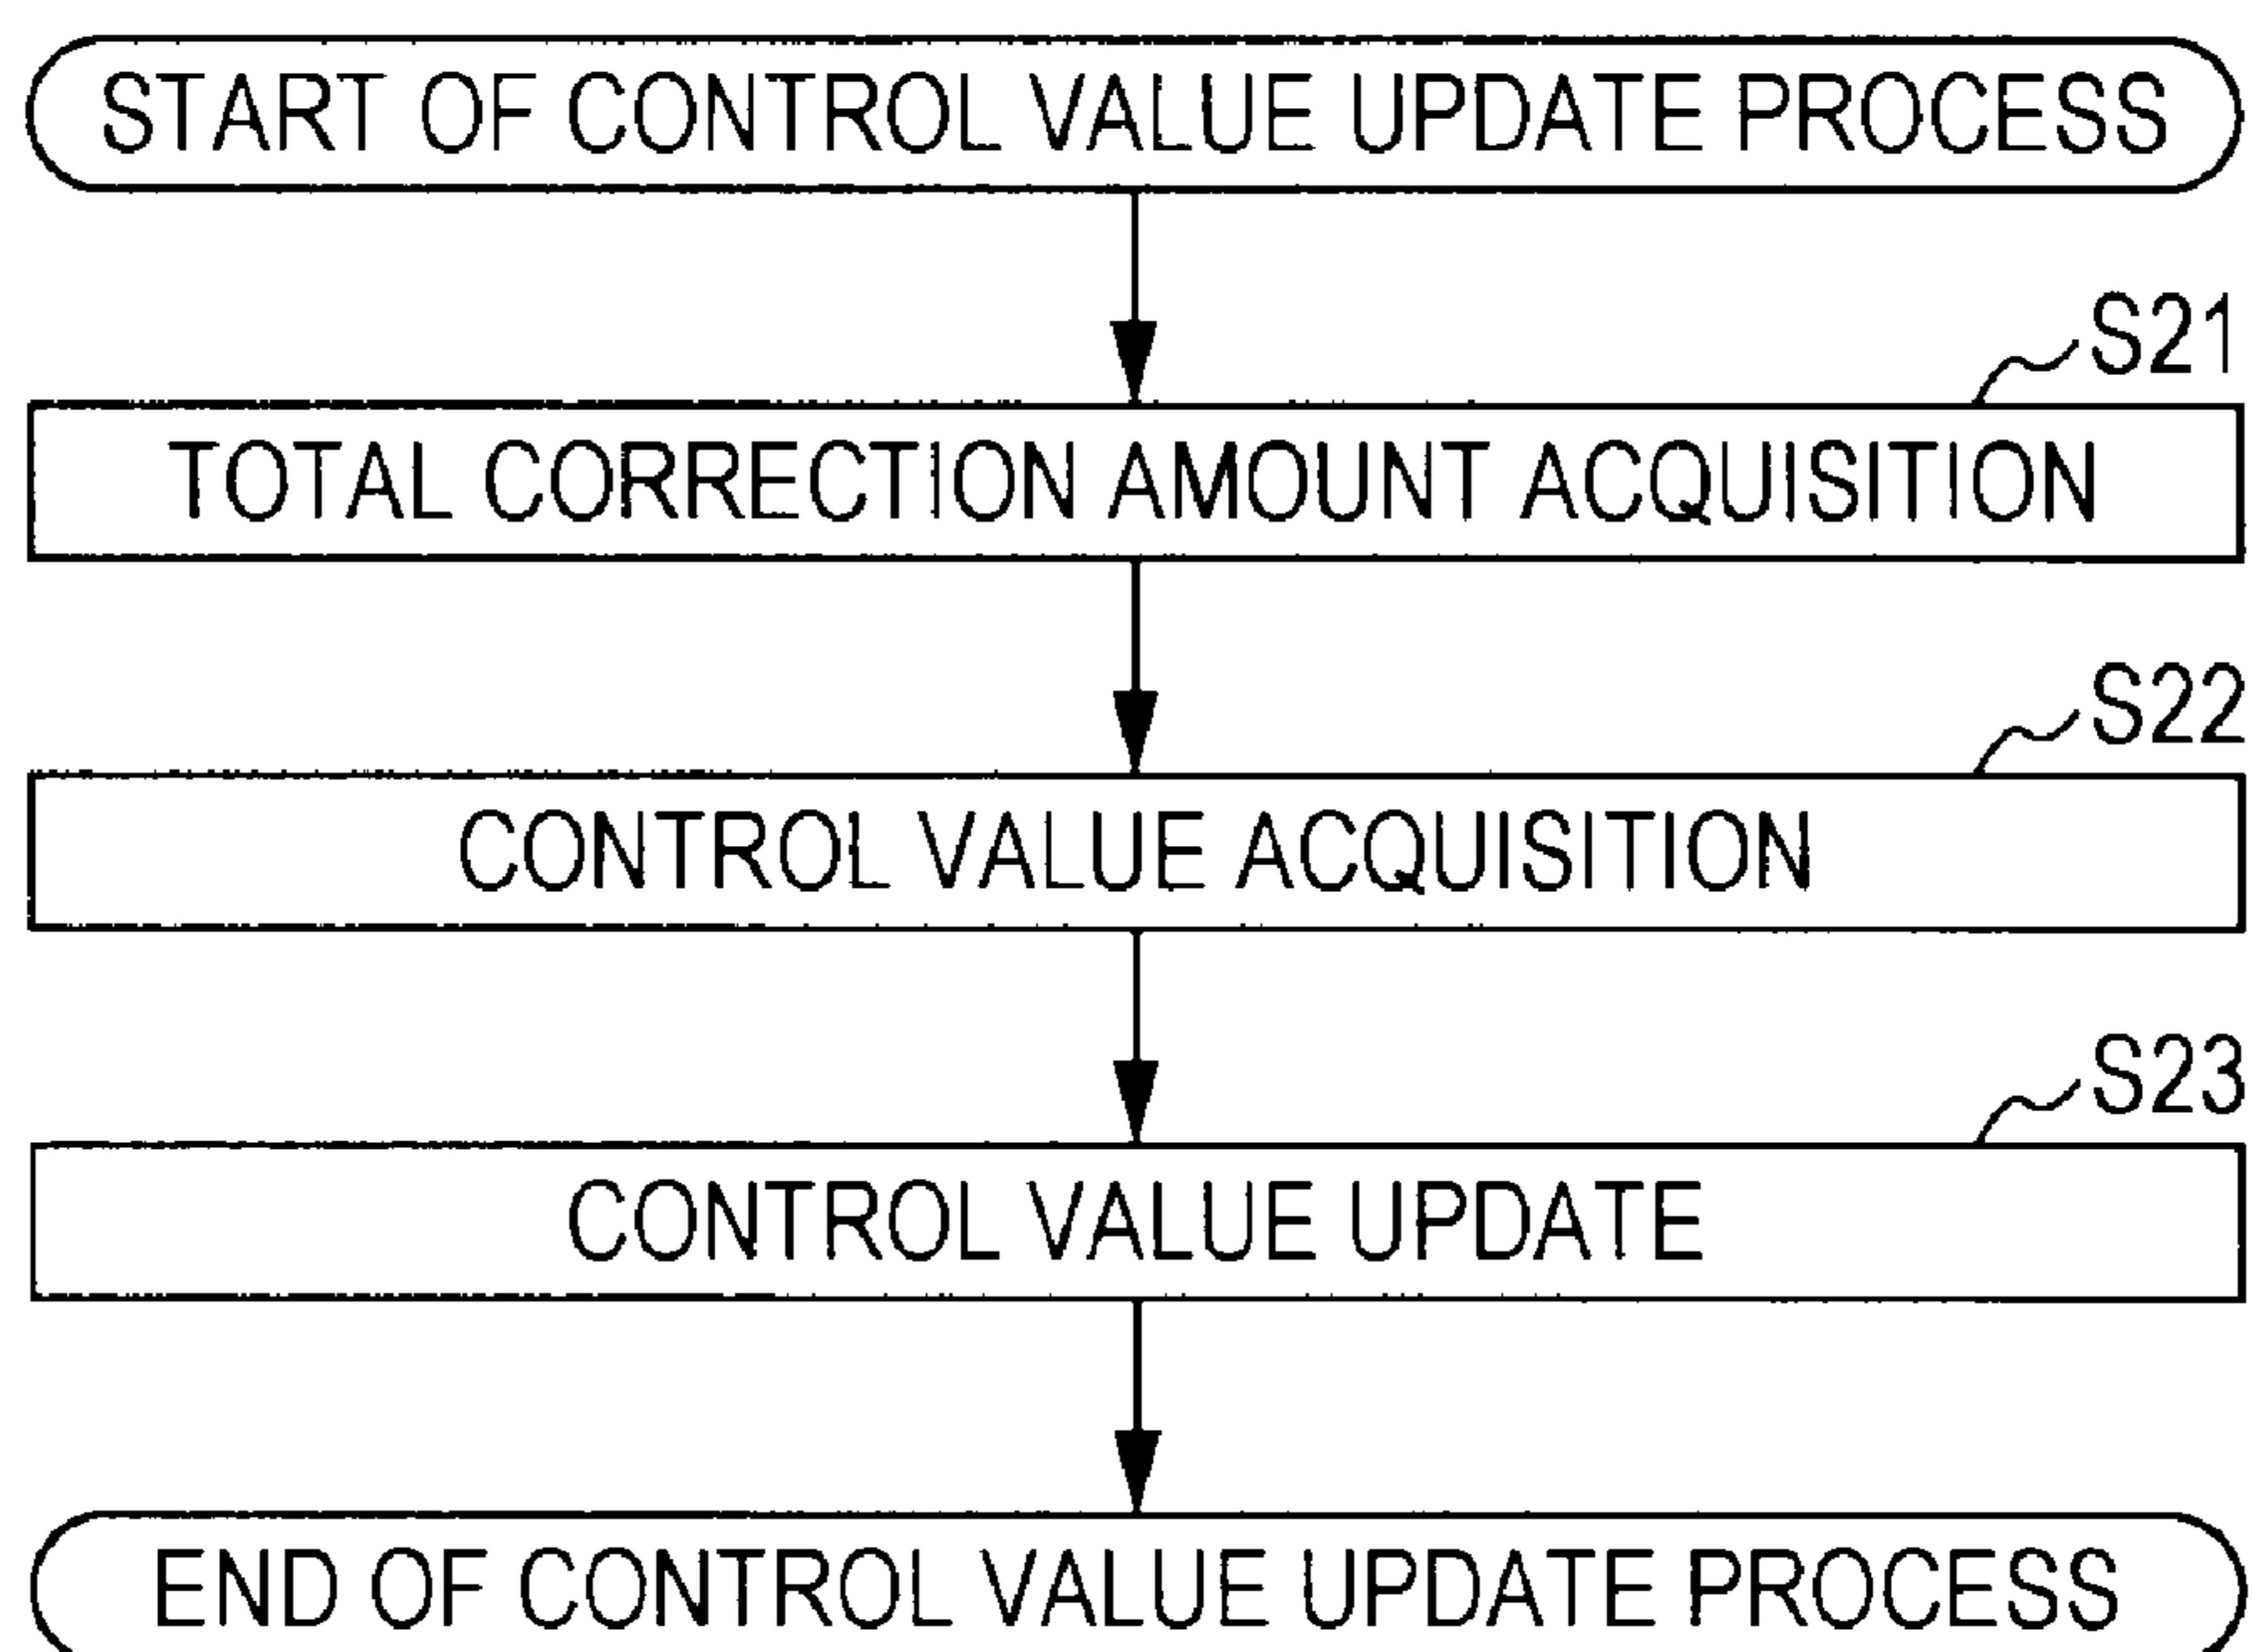 START OF CONTROL VALUE UPDATE PROCESS
S21
TOTAL CORRECTION AMOUNT ACQUISITION
S22
CONTROL VALUE ACQUISITION
S23
CONTROL VALUE UPDATE
END OF CONTROL VALUE UPDATE PROCESS